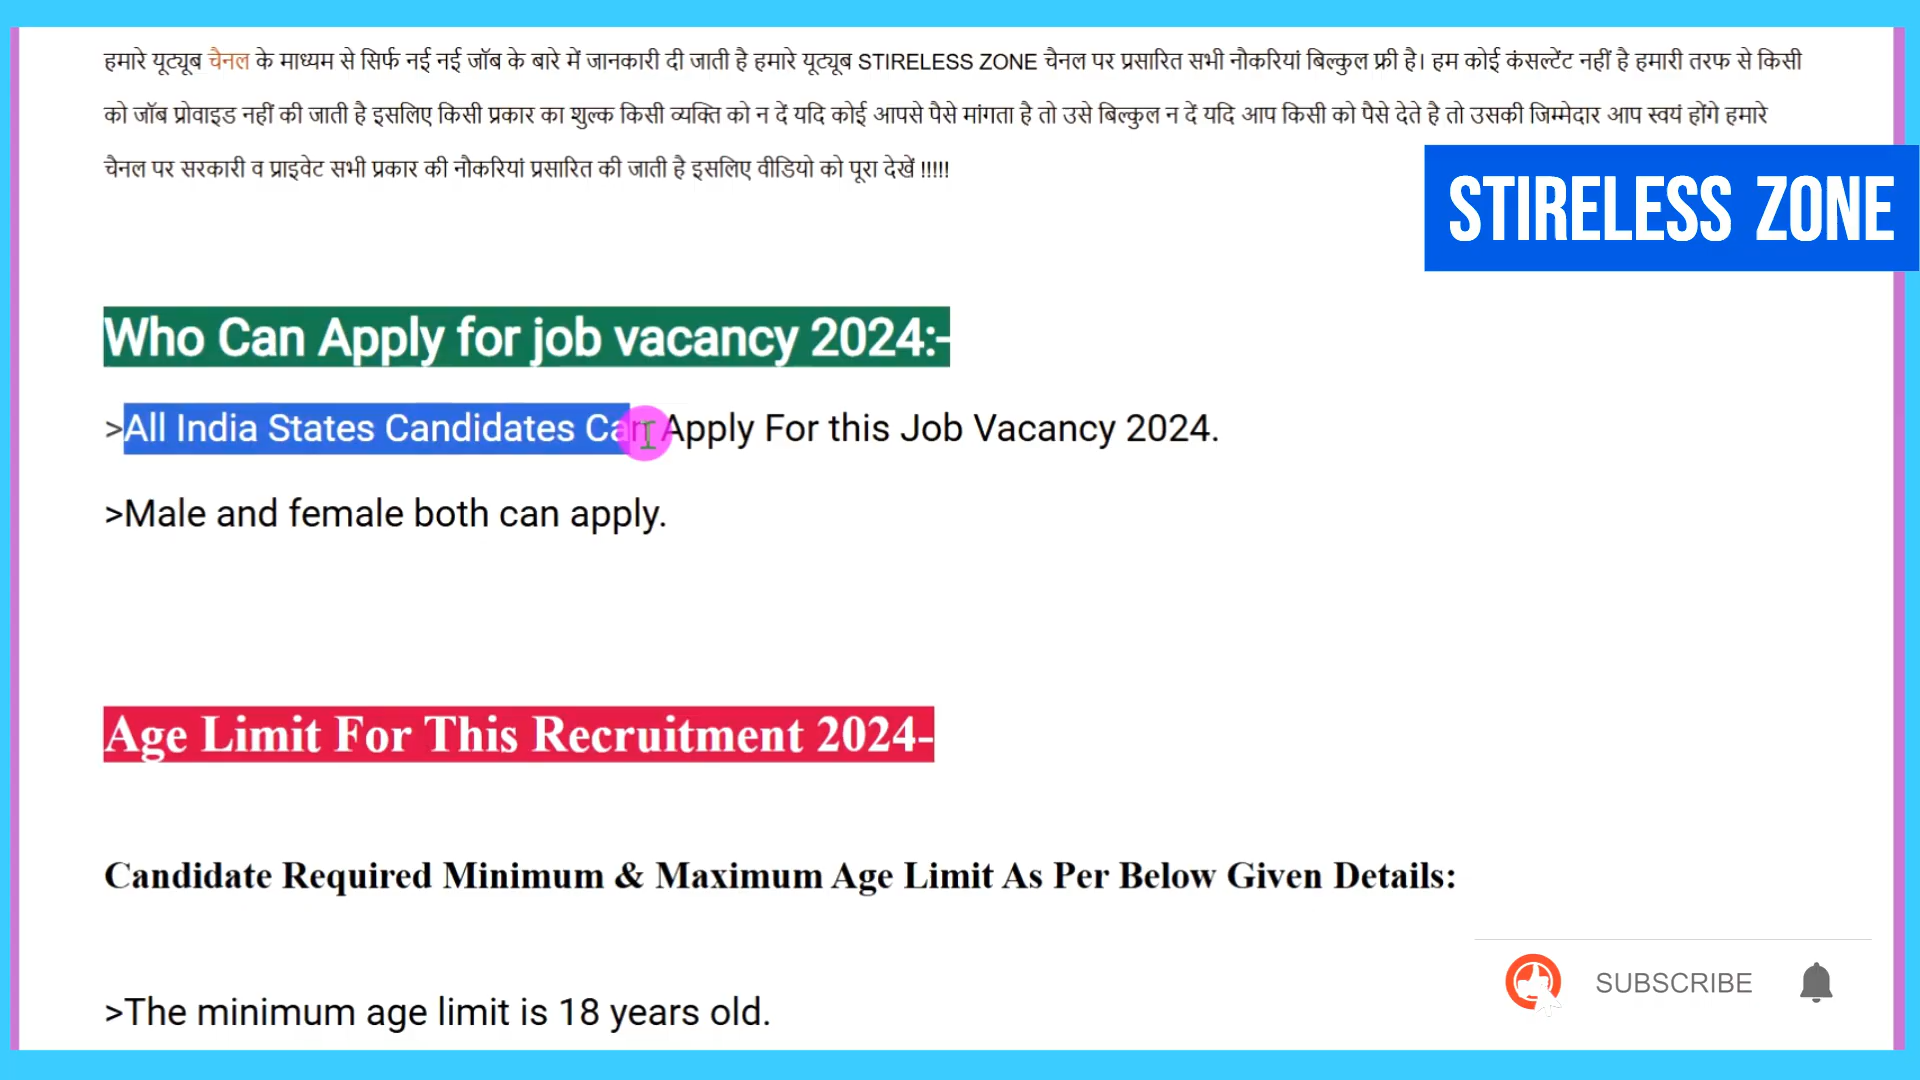 हमारे यूट्यूब चैनल के माध्यम से सिर्फ नई नई जॉब के बारे में जानकारी दी जाती है हमारे यूट्यूब STIRELESS ZONE चैनल पर प्रसारित सभी नौकरियां बिल्कुल फ्री है। हम कोई कंसल्टेंट नहीं है हमारी तरफ से किसी
को जॉब प्रोवाइड नहीं की जाती है इसलिए किसी प्रकार का शुल्क किसी व्यक्ति को न दें यदि कोई आपसे पैसे मांगता है तो उसे बिल्कुल न दें यदि आप किसी को पैसे देते है तो उसकी जिम्मेदार आप स्वयं होंगे हमारे
चैनल पर सरकारी व प्राइवेट सभी प्रकार की नौकरियां प्रसारित की जाती है इसलिए वीडियो को पूरा देखें !!!!!
STIRELESS ZONE
Who Can Apply for job vacancy 2024:-
>All India States Candidates Can Apply For this Job Vacancy 2024.
>Male and female both can apply.
Age Limit For This Recruitment 2024-
Candidate Required Minimum & Maximum Age Limit As Per Below Given Details:
SUBSCRIBE
>The minimum age limit is 18 years old.